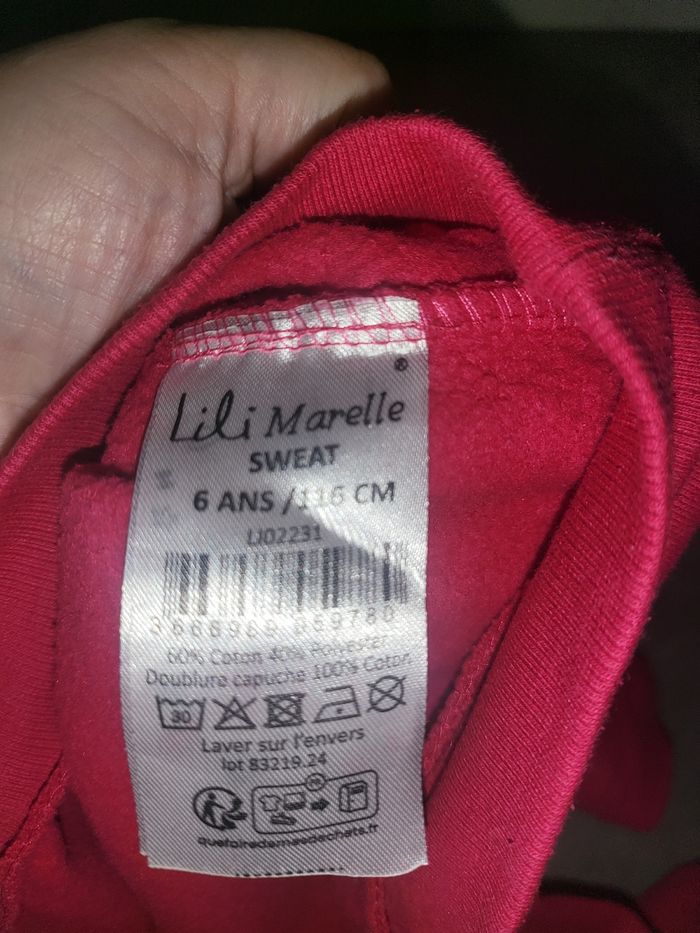 Lili Marelle ®
SWEAT
6 ANS /116 CM
LJ02231
60% Coton 40% Polyester
Doublure capuche 100% Coton
30
Laver sur l'envers
lot 83219.24
FR
quefairedemesdechets.fr